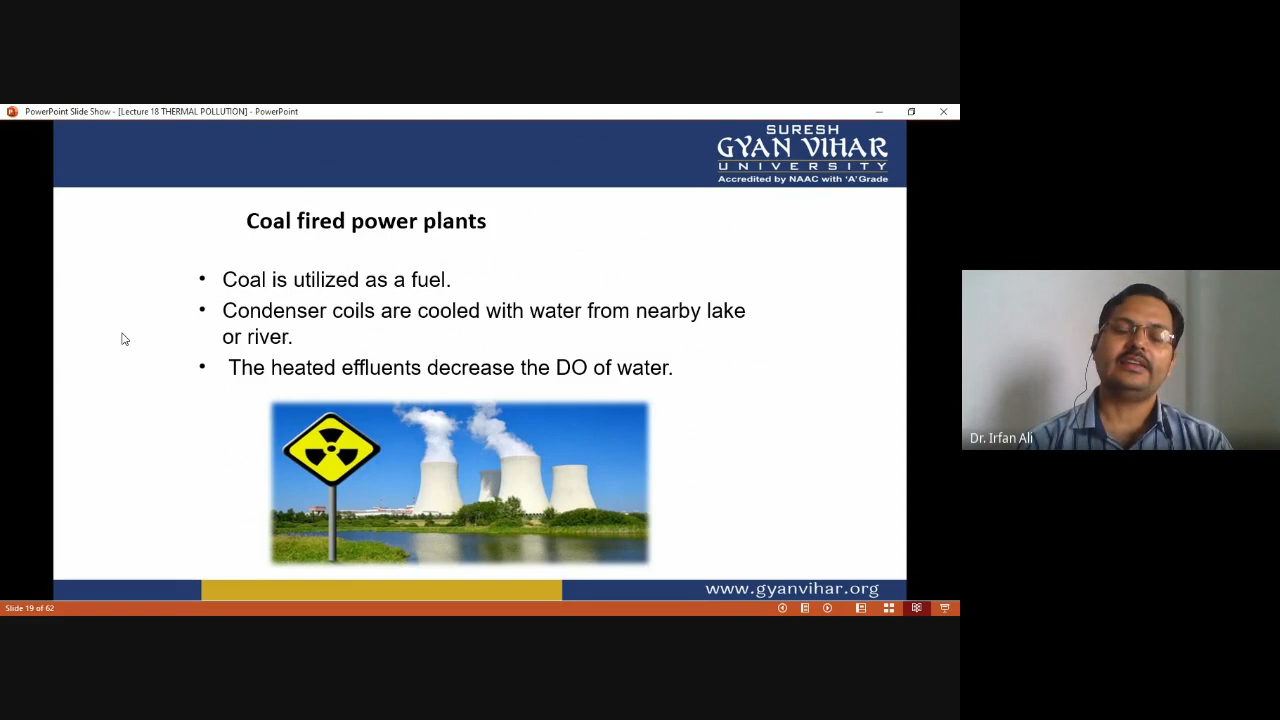 PowerPoint Slide Show - [Lecture 18 THERMAL POLLUTION] - PowerPoint
SURESH
GYAN VIHAR
UNIVERSITY
Accredited by NAAC with 'A' Grade
Coal fired power plants
• Coal is utilized as a fuel.
• Condenser coils are cooled with water from nearby lake
or river.
• The heated effluents decrease the DO of water.
Dr. Irfan Ali
www.gyanvihar.org
Slide 19 of 62